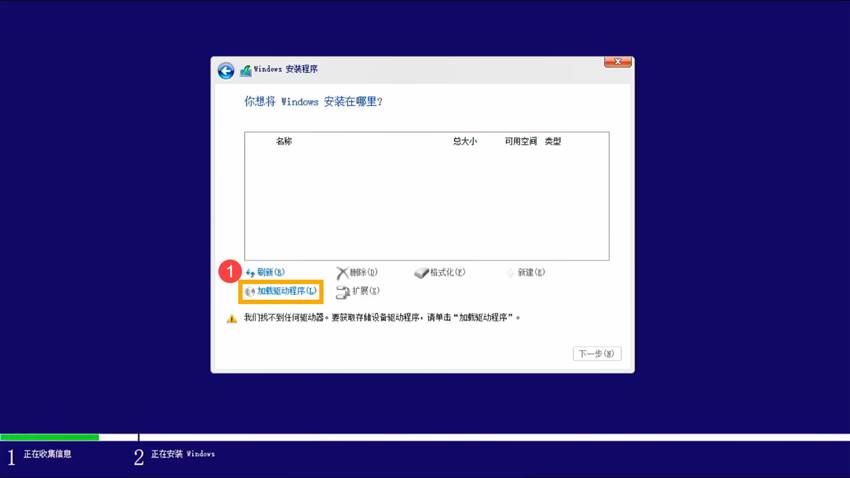 Windows 安装程序
你想将 Windows 安装在哪里?
名称 总大小 可用空间 类型
1 刷新(R) 删除(D) 格式化(F) 新建(E)
加载驱动程序(L) 扩展(X)
我们找不到任何驱动器。要获取存储设备驱动程序，请单击“加载驱动程序”。
下一步(N)
1 正在收集信息 2 正在安装 Windows